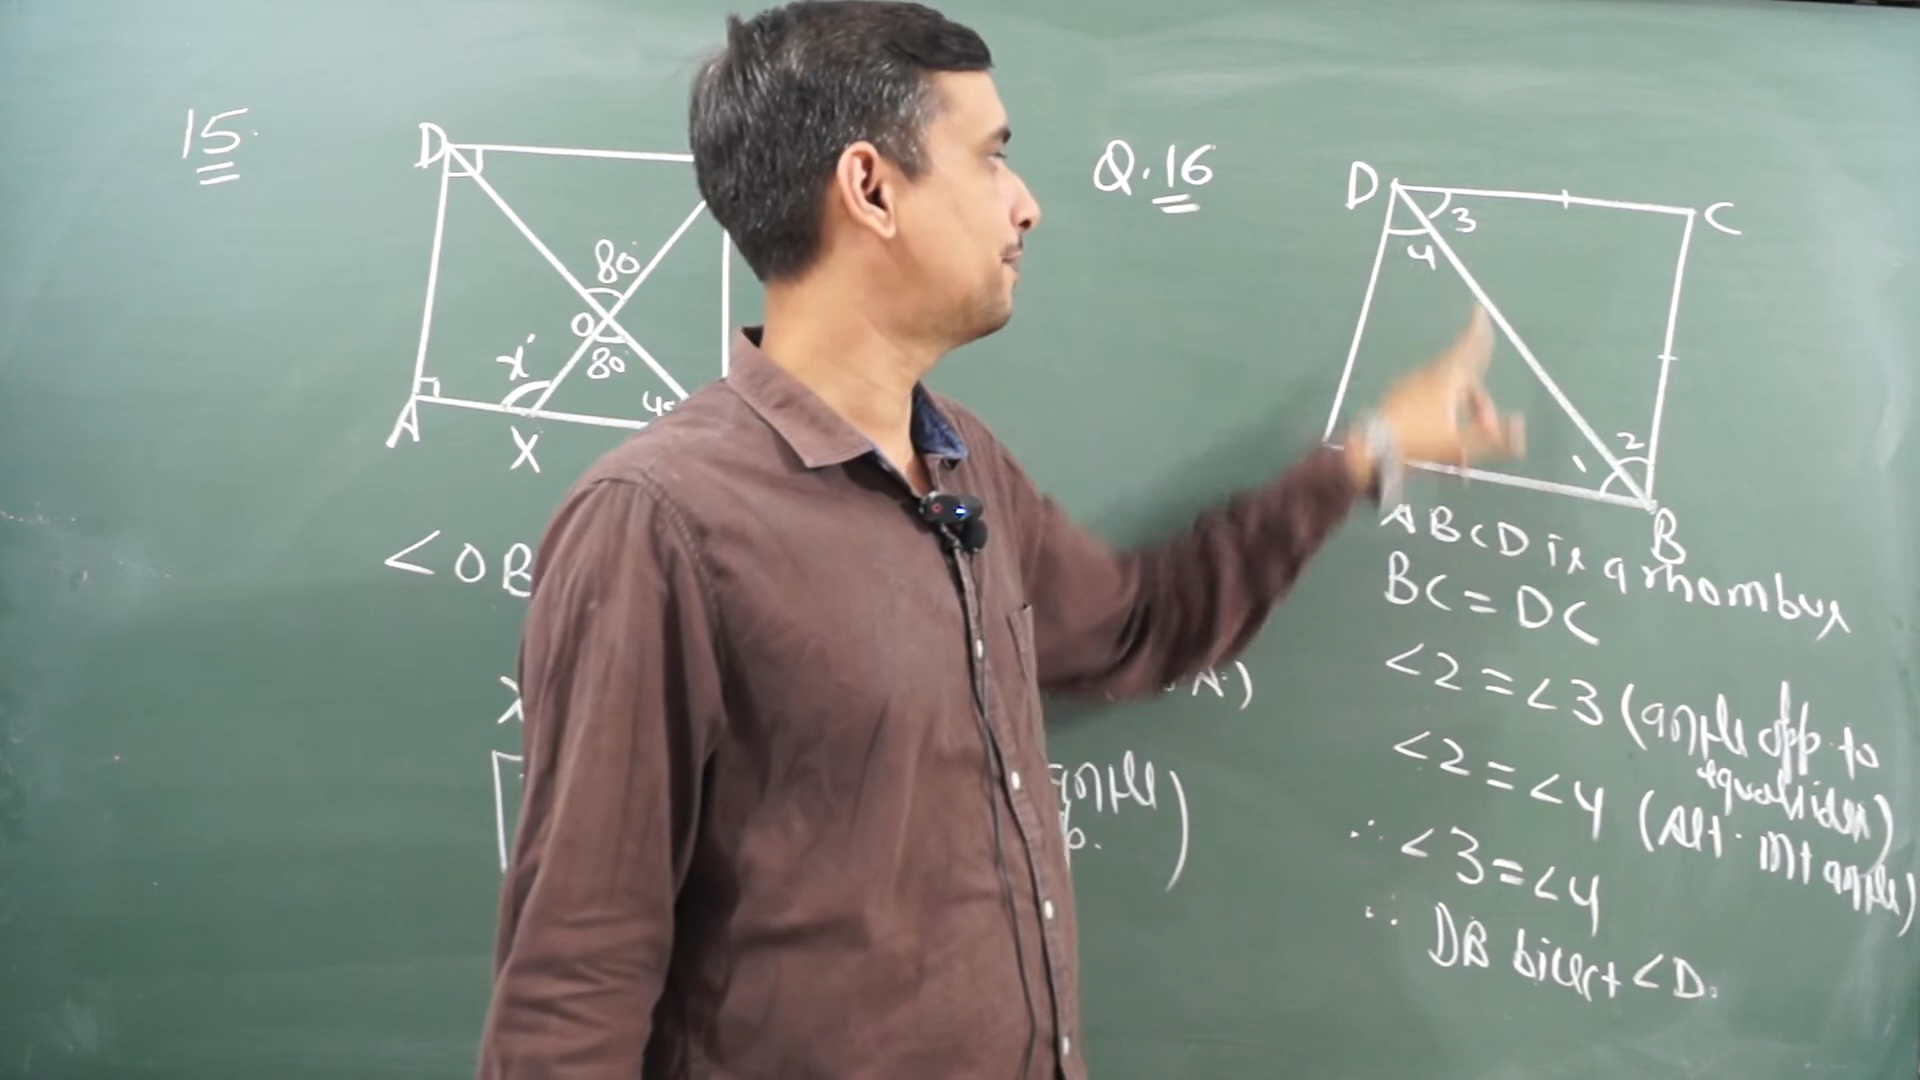 15.
D
80°
O
80
x°
45
A
X
<OB
x
angle
p.
Q.16
D
C
3
4
2
1
B
ABCD is a rhombus
BC = DC
<2 = <3 (angle opp. to
equal sides)
<2 = <4 (Alt. int angle)
∴ <3 = <4
∴ DB bisect <D.